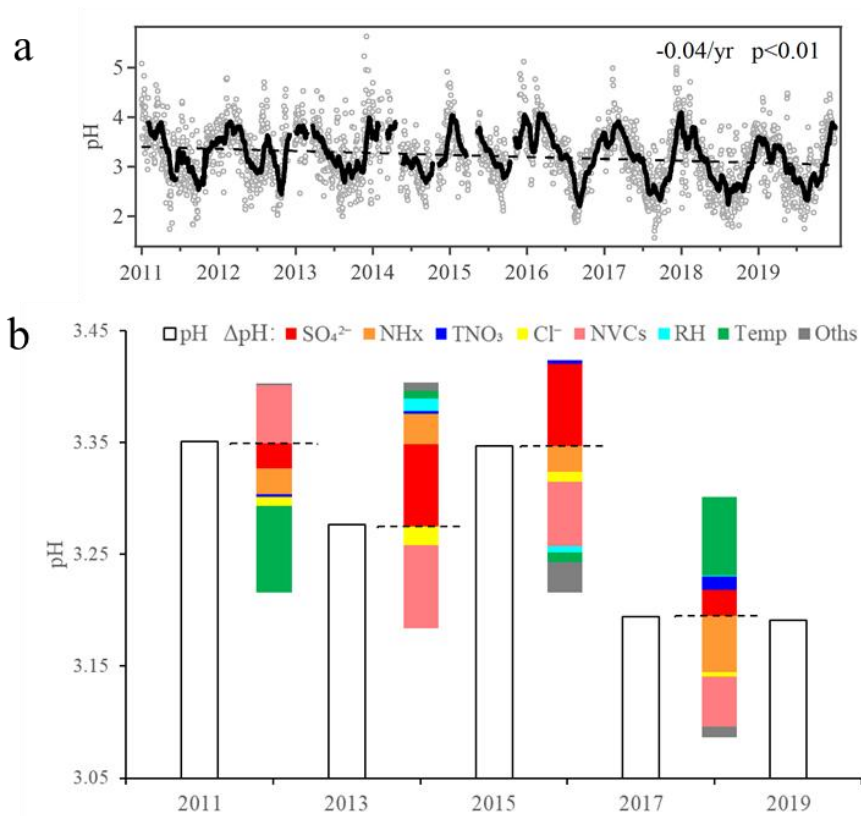 a
-0.04/yr p<0.01
pH
5
4
3
2
2011 2012 2013 2014 2015 2016 2017 2018 2019
b
pH ΔpH: SO₄²⁻ NHx TNO₃ Cl⁻ NVCs RH Temp Oths
pH
3.45
3.35
3.25
3.15
3.05
2011 2013 2015 2017 2019